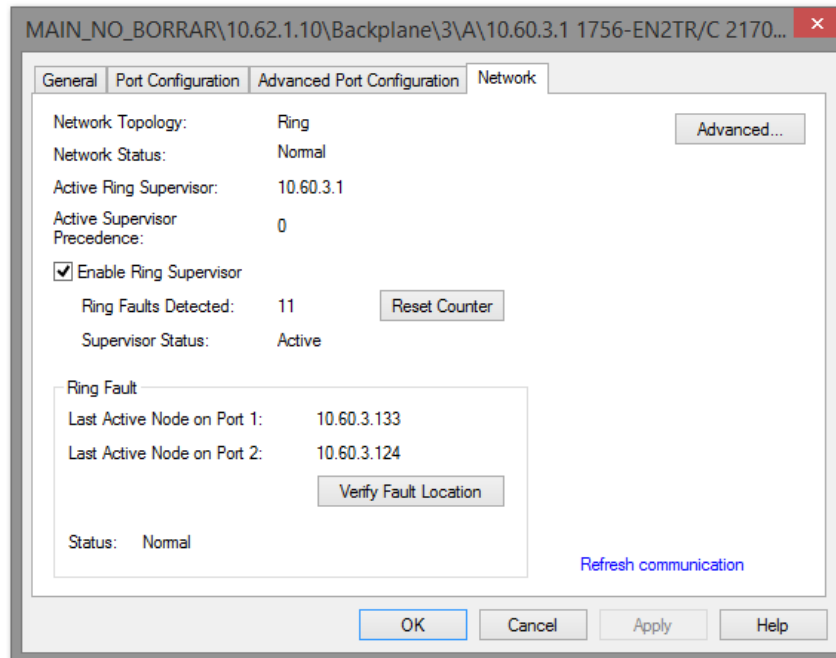 MAIN_NO_BORRAR\10.62.1.10\Backplane\3\A\10.60.3.1 1756-EN2TR/C 2170...
General Port Configuration Advanced Port Configuration Network
Network Topology: Ring Advanced...
Network Status: Normal
Active Ring Supervisor: 10.60.3.1
Active Supervisor
Precedence: 0
Enable Ring Supervisor
Ring Faults Detected: 11 Reset Counter
Supervisor Status: Active
Ring Fault
Last Active Node on Port 1: 10.60.3.133
Last Active Node on Port 2: 10.60.3.124
Verify Fault Location
Status: Normal
Refresh communication
OK Cancel Apply Help